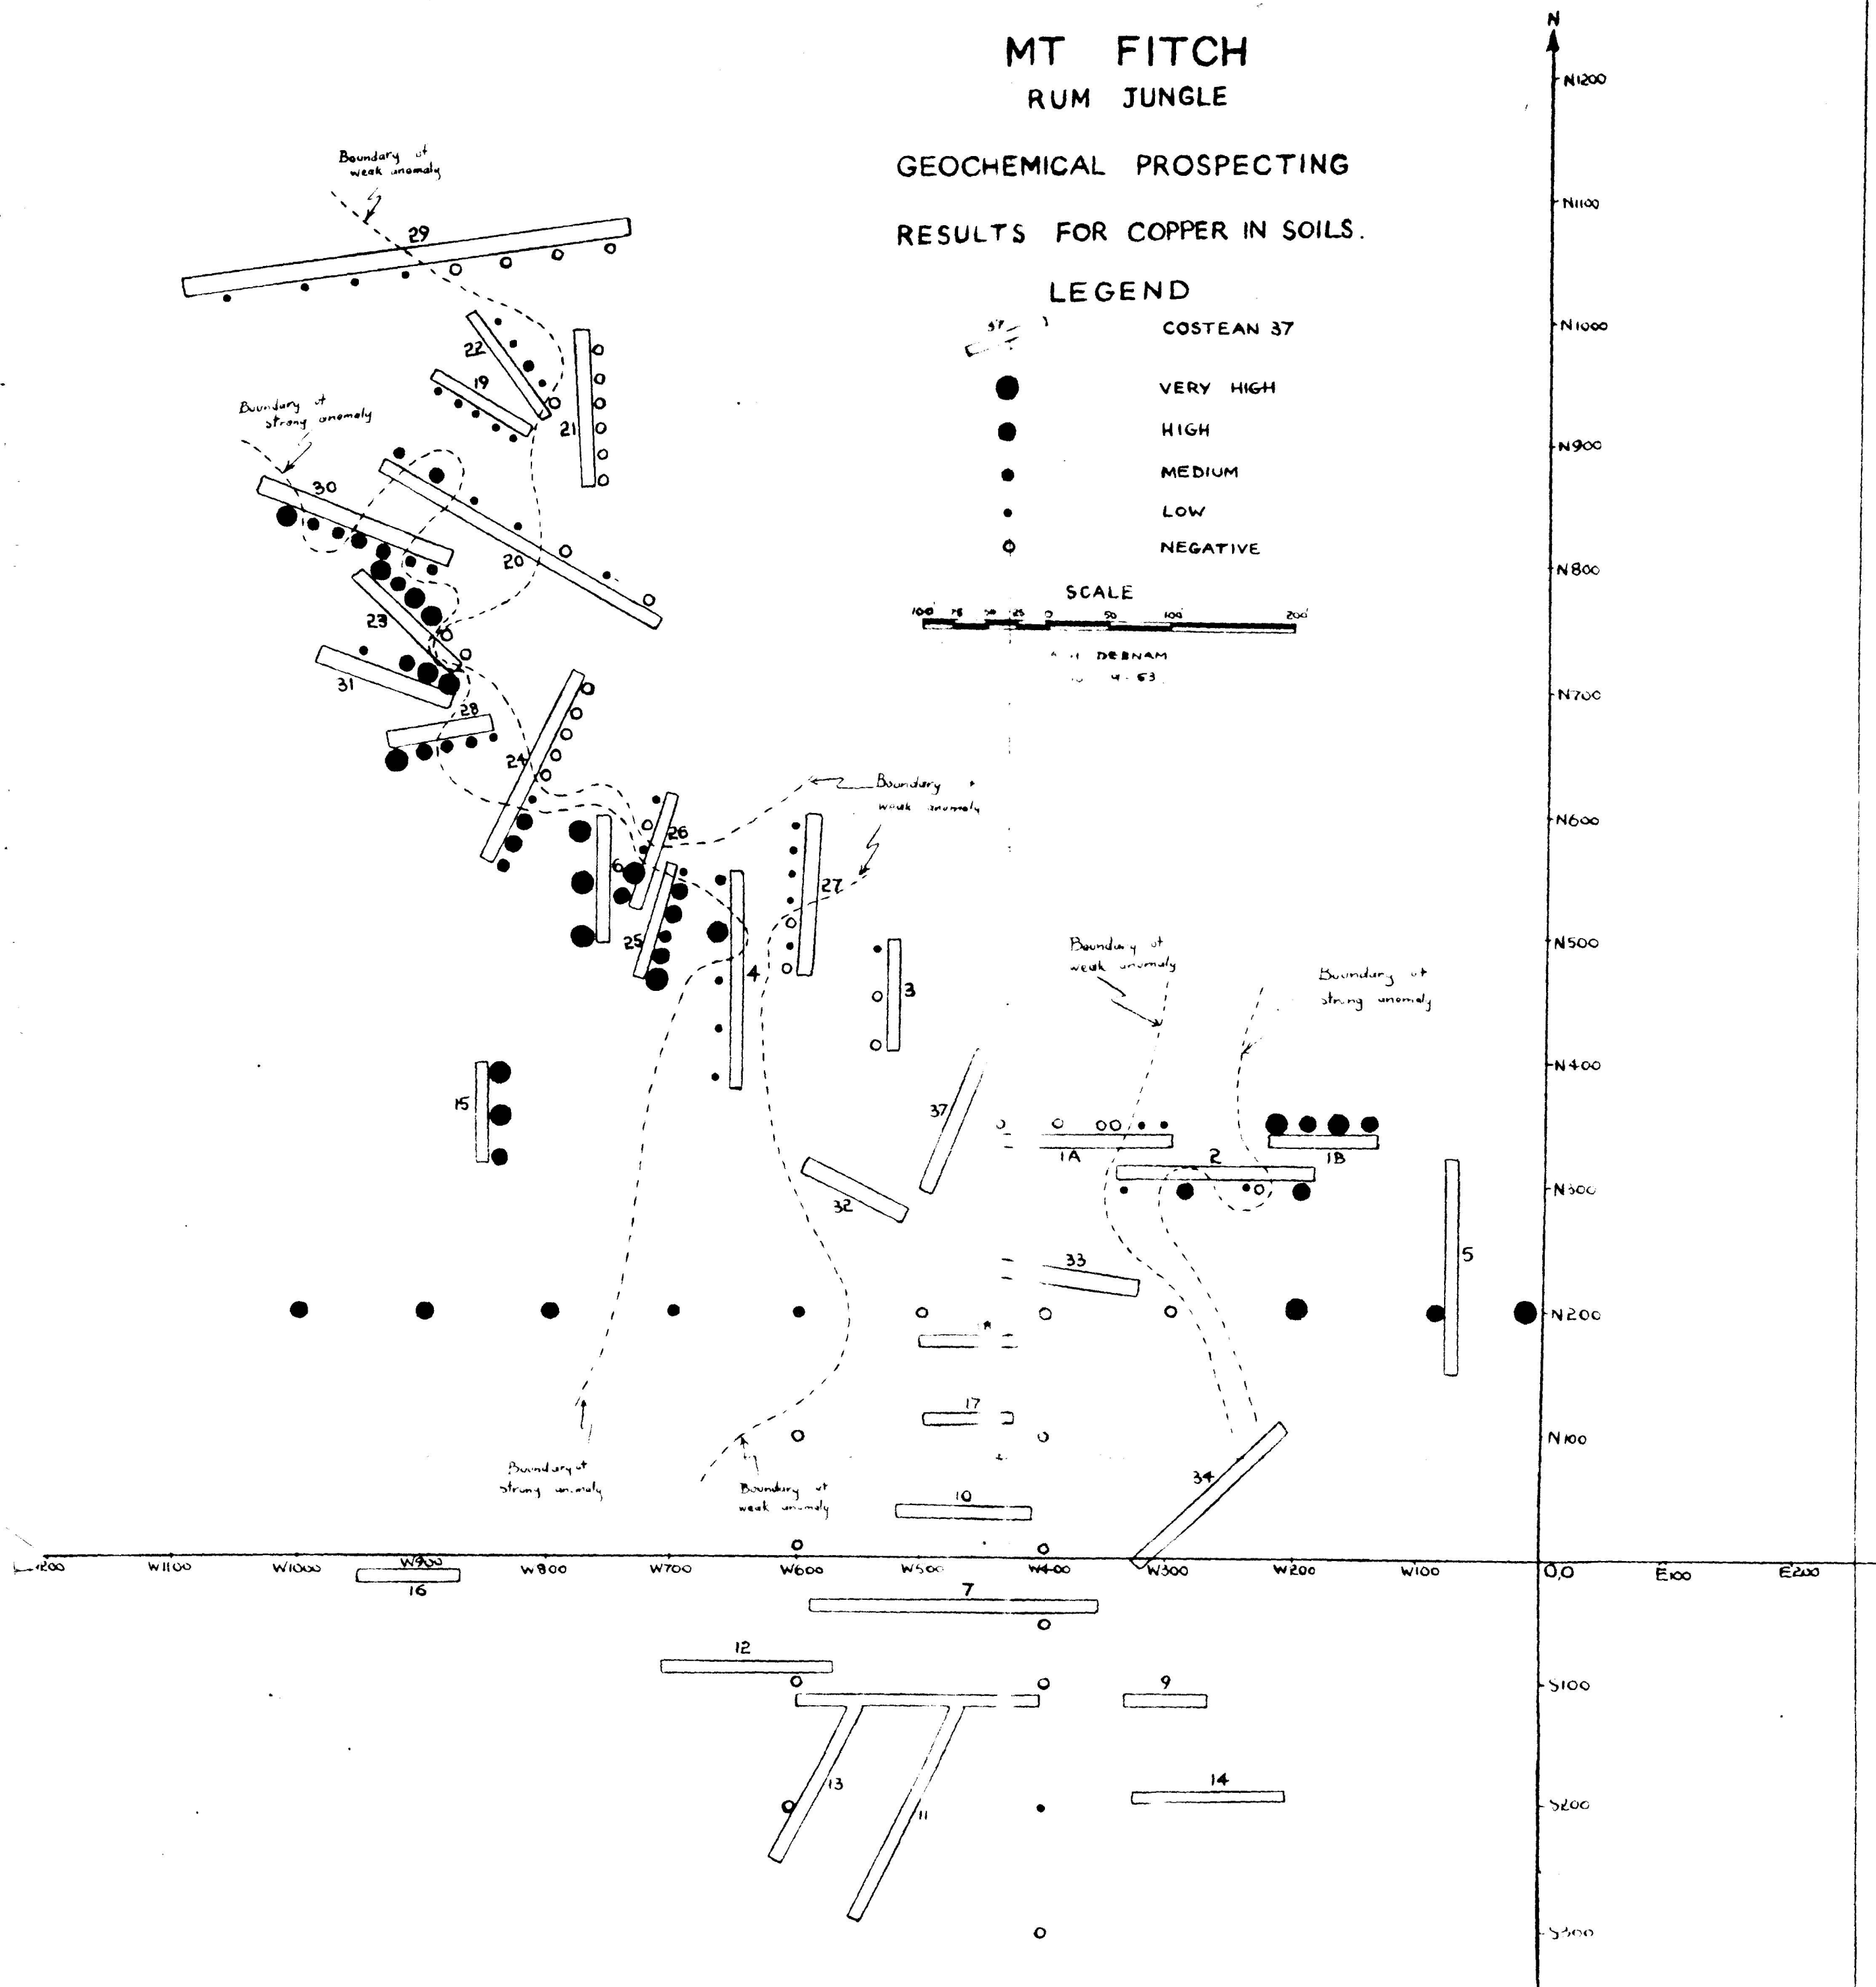 MT FITCH
RUM JUNGLE
GEOCHEMICAL PROSPECTING
RESULTS FOR COPPER IN SOILS.
LEGEND
37
COSTEAN 37
VERY HIGH
HIGH
MEDIUM
LOW
NEGATIVE
SCALE
100' 75 50 25 0 50 100' 200'
DEBNAM
4-53
N
N1200
N1100
N1000
N900
N800
N700
N600
N500
N400
N300
N200
N100
Boundary of
weak anomaly
29
22
19
21
Boundary of
strong anomaly
30
20
23
31
28
24
Boundary
weak anomaly
26
6
27
25
4
3
Boundary of
weak anomaly
Boundary of
strong anomaly
15
37
1A
2
1B
32
33
5
17
34
10
Boundary of
strong anomaly
Boundary of
weak anomaly
W1100 W1000 W900 W800 W700 W600 W500 W400 W300 W200 W100 0,0 E100 E200
16
7
12
9
S100
13
11
14
S200
S300